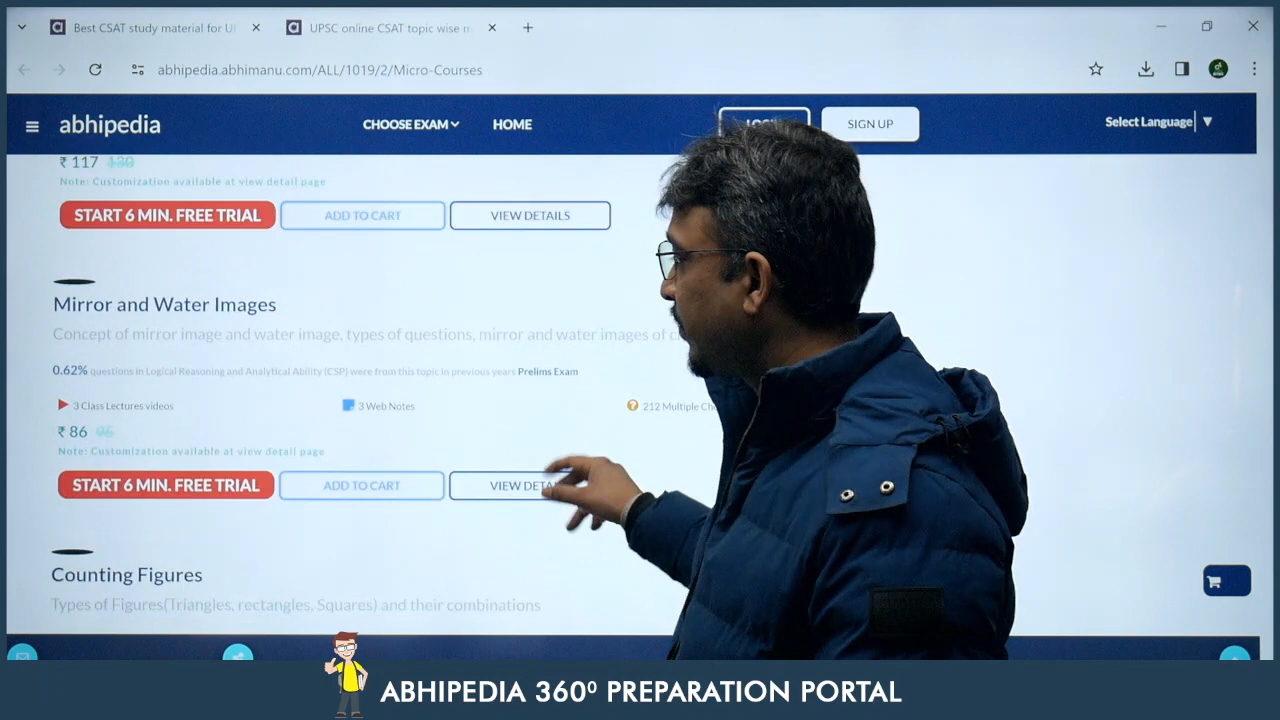 Best CSAT study material for U
UPSC online CSAT topic wise m
abhipedia.abhimanu.com/ALL/1019/2/Micro-Courses
abhipedia
CHOOSE EXAM
HOME
SIGN UP
Select Language
₹ 117 130
Note: Customization available at view detail page
START 6 MIN. FREE TRIAL
ADD TO CART
VIEW DETAILS
Mirror and Water Images
Concept of mirror image and water image, types of questions, mirror and water images of
0.62% questions in Logical Reasoning and Analytical Ability (CSP) were from this topic in previous years Prelims Exam
3 Class Lectures videos
3 Web Notes
212 Multiple
₹ 86 96
Note: Customization available at view detail page
START 6 MIN. FREE TRIAL
ADD TO CART
VIEW
Counting Figures
Types of Figures(Triangles, rectangles, Squares) and their combinations
ABHIPEDIA 360⁰ PREPARATION PORTAL